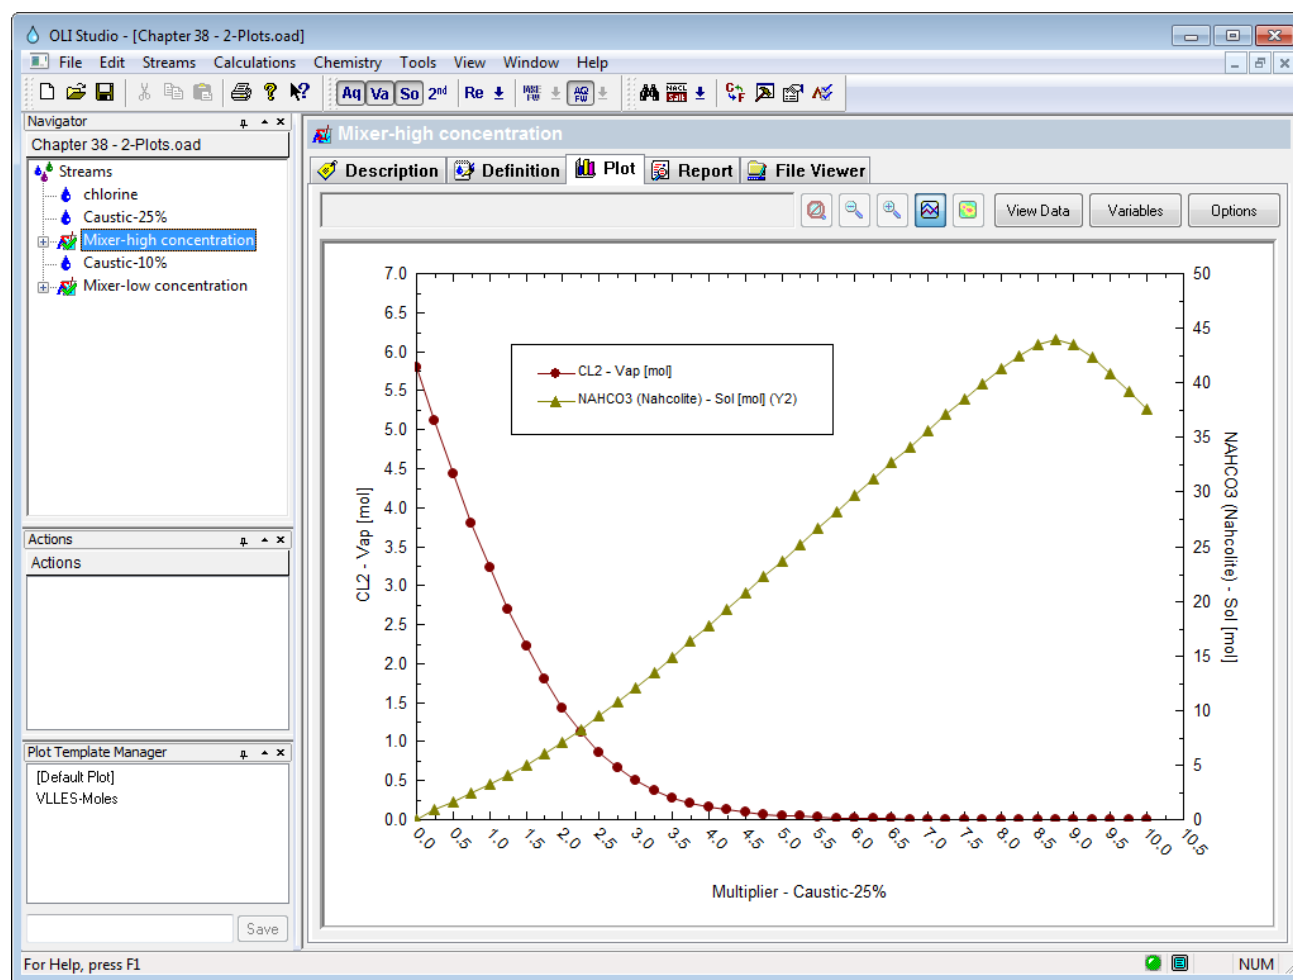 OLI Studio - [Chapter 38 - 2-Plots.oad]
File Edit Streams Calculations Chemistry Tools View Window Help
Aq Va So 2nd Re
Navigator
Chapter 38 - 2-Plots.oad
Streams
chlorine
Caustic-25%
Mixer-high concentration
Caustic-10%
Mixer-low concentration
Actions
Actions
Plot Template Manager
[Default Plot]
VLLES-Moles
Save
Mixer-high concentration
Description Definition Plot Report File Viewer
View Data Variables Options
7.0
6.5
6.0
5.5
5.0
4.5
4.0
3.5
3.0
2.5
2.0
1.5
1.0
0.5
0.0
CL2 - Vap [mol]
CL2 - Vap [mol]
NAHCO3 (Nahcolite) - Sol [mol] (Y2)
50
45
40
35
30
25
20
15
10
5
0
NAHCO3 (Nahcolite) - Sol [mol]
0.0 0.5 1.0 1.5 2.0 2.5 3.0 3.5 4.0 4.5 5.0 5.5 6.0 6.5 7.0 7.5 8.0 8.5 9.0 9.5 10.0 10.5
Multiplier - Caustic-25%
For Help, press F1
NUM